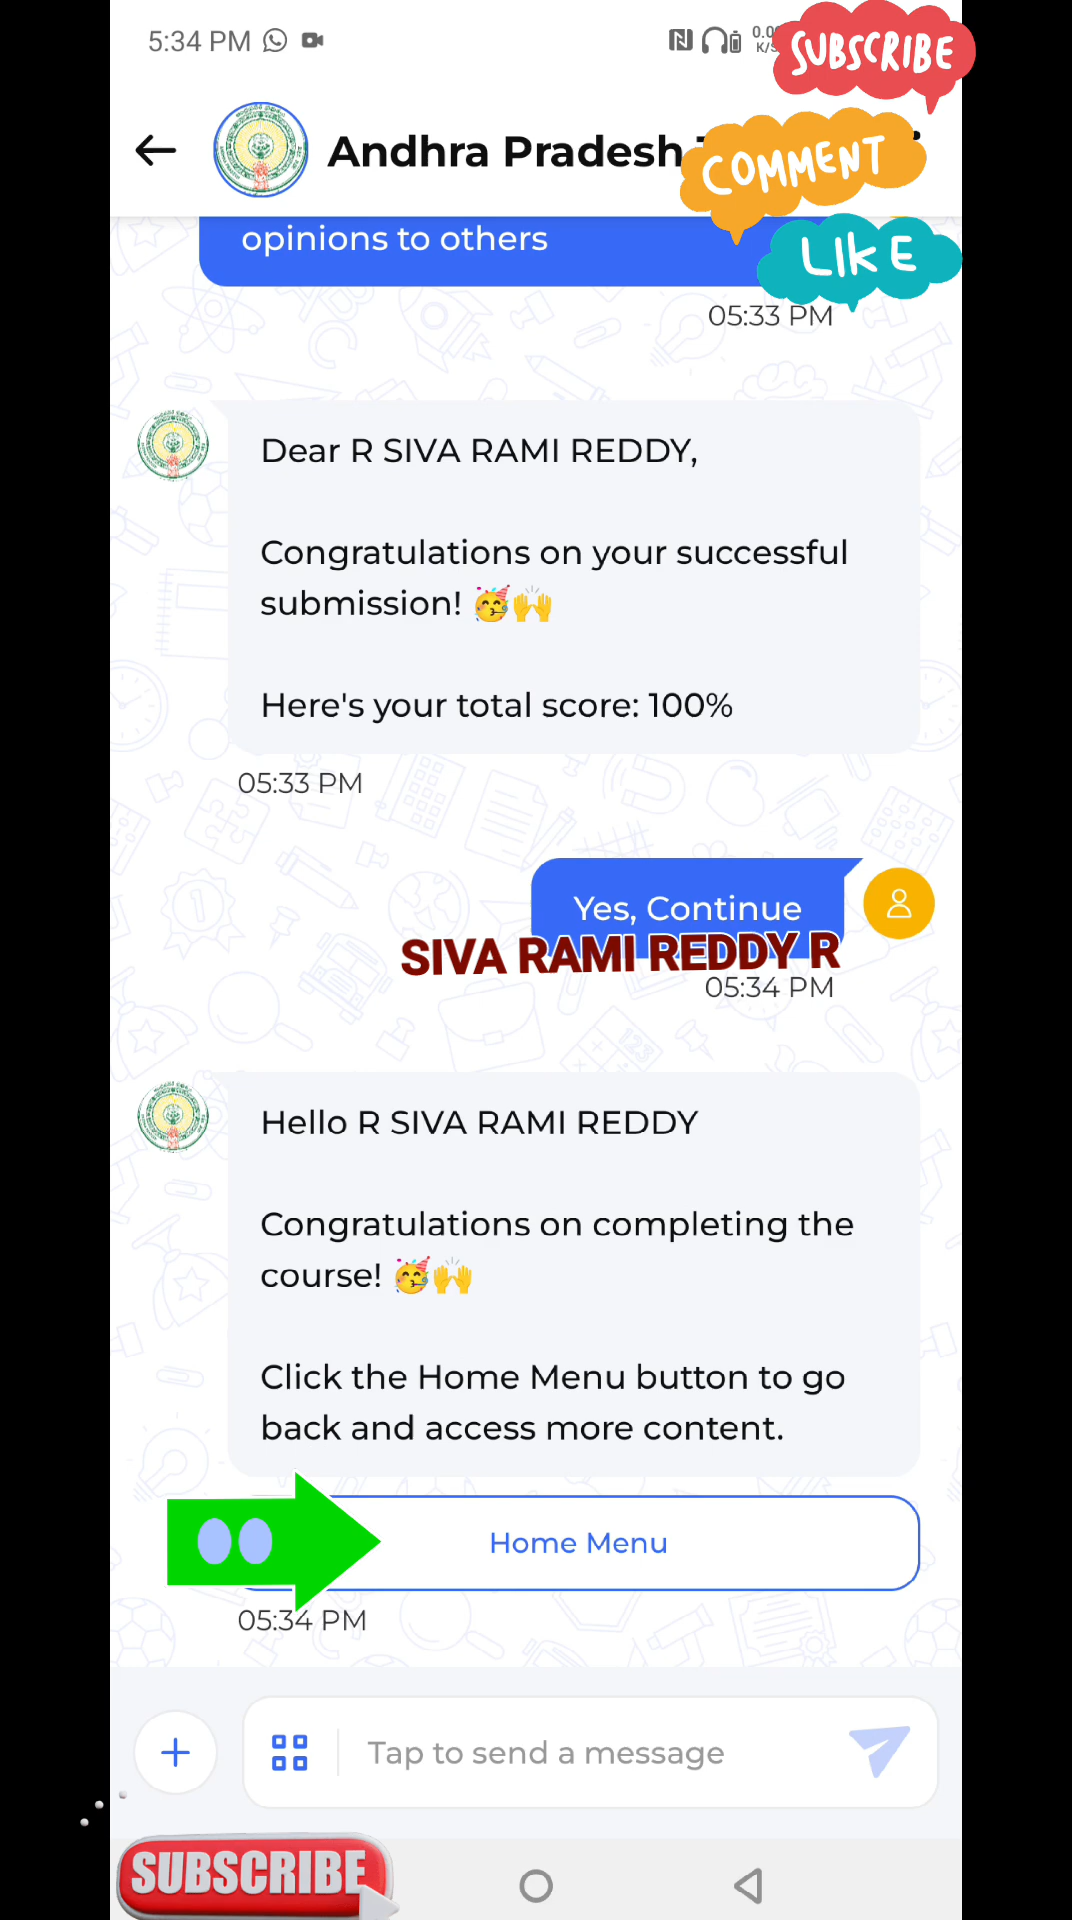 5:34 PM
0.00
K/S
SUBSCRIBE
Andhra Pradesh
COMMENT
LIKE
opinions to others
05:33 PM
Dear R SIVA RAMI REDDY,
Congratulations on your successful
submission! 🥳🙌
Here's your total score: 100%
05:33 PM
Yes, Continue
SIVA RAMI REDDY R
05:34 PM
Hello R SIVA RAMI REDDY
Congratulations on completing the
course! 🥳🙌
Click the Home Menu button to go
back and access more content.
Home Menu
05:34 PM
Tap to send a message
SUBSCRIBE